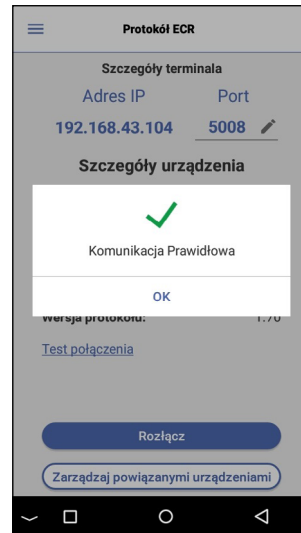 Protokół ECR
Szczegóły terminala
Adres IP Port
192.168.43.104 5008
Szczegóły urządzenia
Komunikacja Prawidłowa
OK
Wersja protokołu: 1.70
Test połączenia
Rozłącz
Zarządzaj powiązanymi urządzeniami